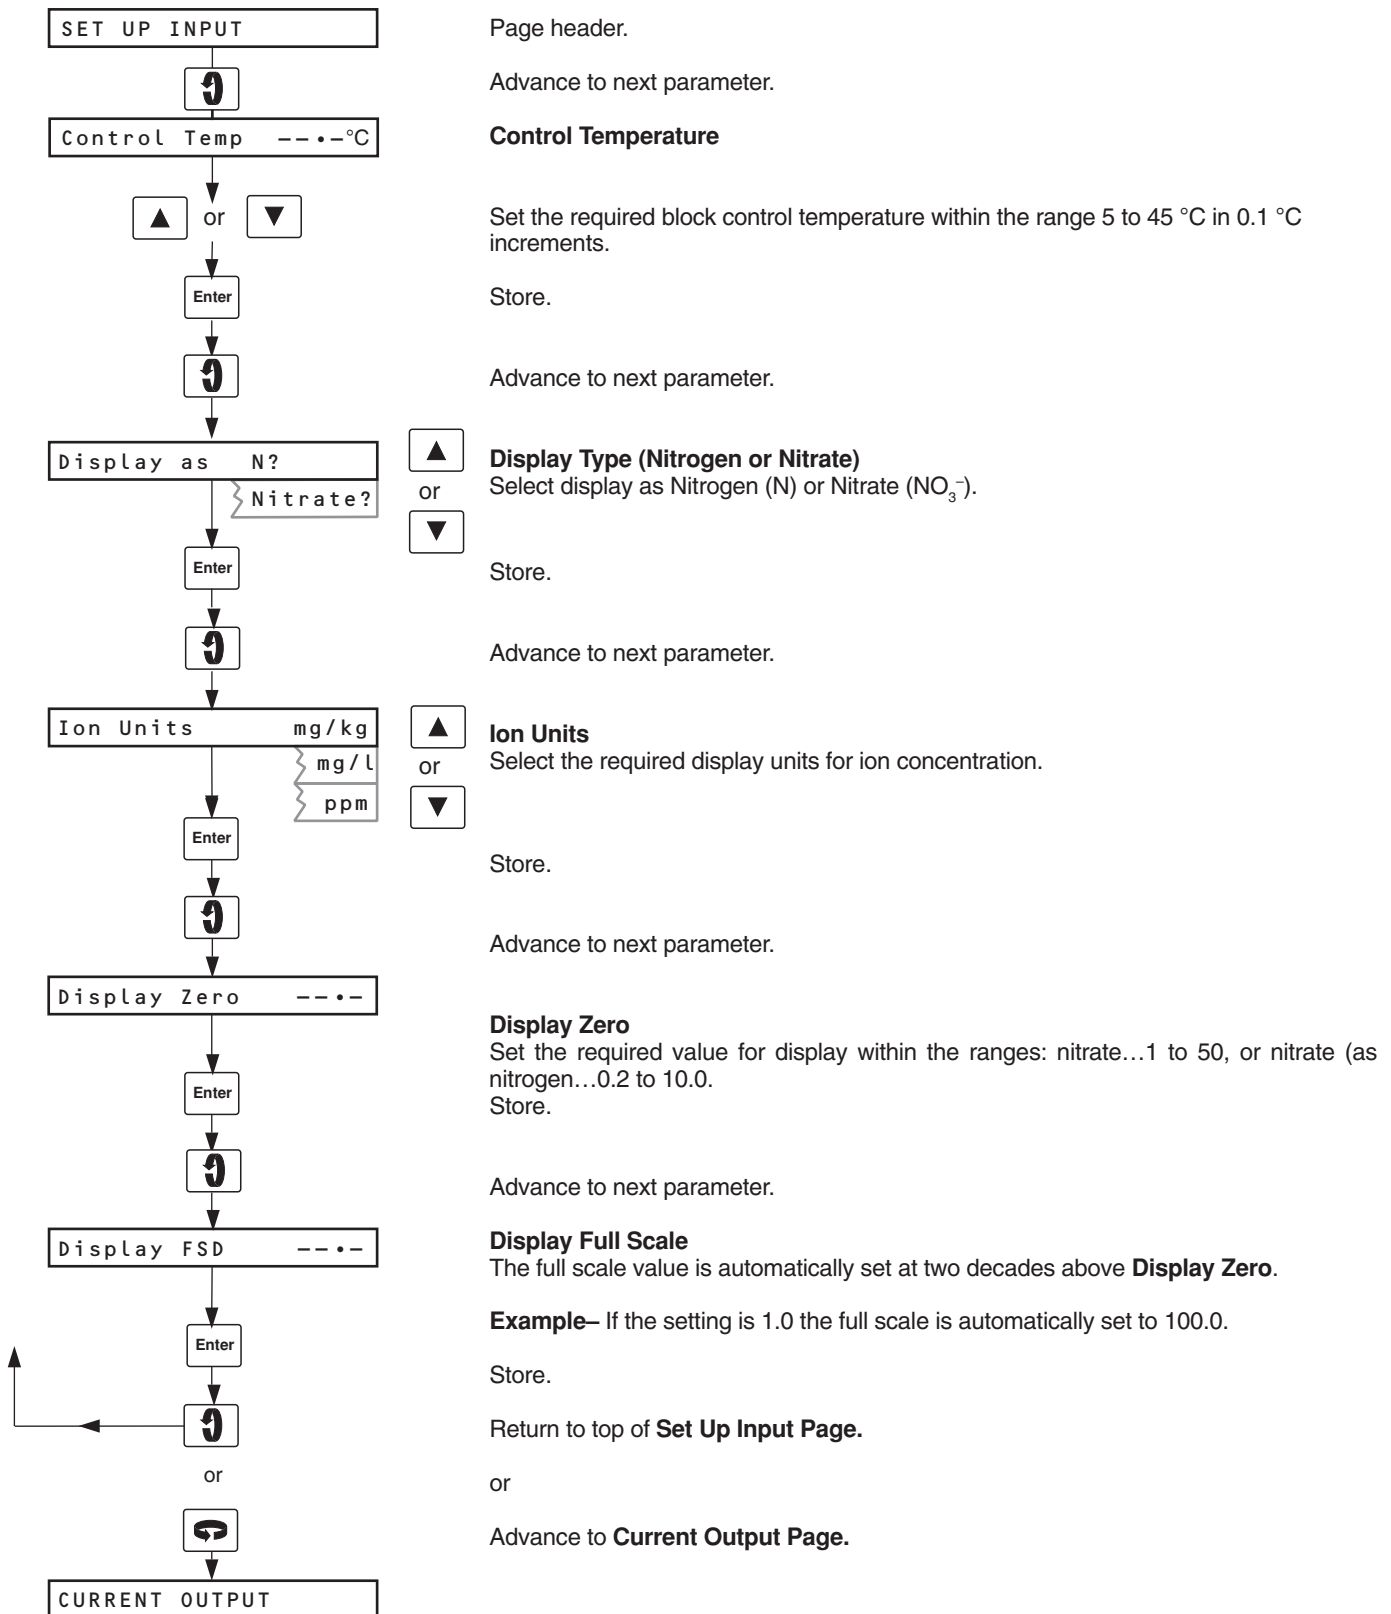 SET UP INPUT
Page header.
Advance to next parameter.
Control Temp – – • – °C
Control Temperature
▲ or ▼
Set the required block control temperature within the range 5 to 45 °C in 0.1 °C
increments.
Enter
Store.
Advance to next parameter.
Display as N?
Nitrate?
▲
or
▼
Display Type (Nitrogen or Nitrate)
Select display as Nitrogen (N) or Nitrate (NO₃⁻).
Enter
Store.
Advance to next parameter.
Ion Units mg/kg
mg/l
ppm
▲
or
▼
Ion Units
Select the required display units for ion concentration.
Enter
Store.
Advance to next parameter.
Display Zero – – • –
Display Zero
Set the required value for display within the ranges: nitrate…1 to 50, or nitrate (as
nitrogen…0.2 to 10.0.
Enter
Store.
Advance to next parameter.
Display FSD – – • –
Display Full Scale
The full scale value is automatically set at two decades above Display Zero.
Example– If the setting is 1.0 the full scale is automatically set to 100.0.
Enter
Store.
Return to top of Set Up Input Page.
or
or
Advance to Current Output Page.
CURRENT OUTPUT